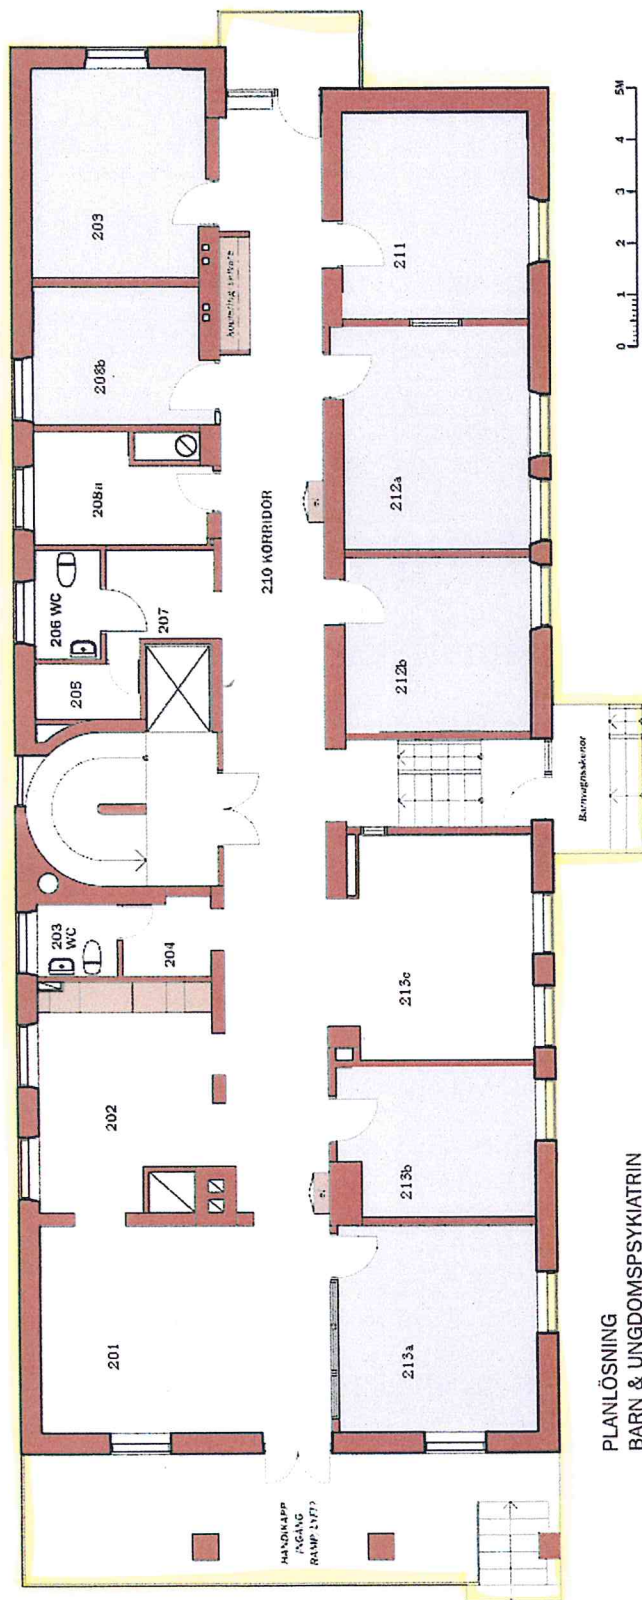 203
208b
208a
206 WC
207
205
203
WC
204
202
201
210 KORRIDOR
211
212a
212b
213c
213b
213a
Barnvagnsskenor
HANDIKAPP
INGÅNG
0 1 2 3 4 5M
PLANLÖSNING
BARN & UNGDOMSPSYKIATRIN